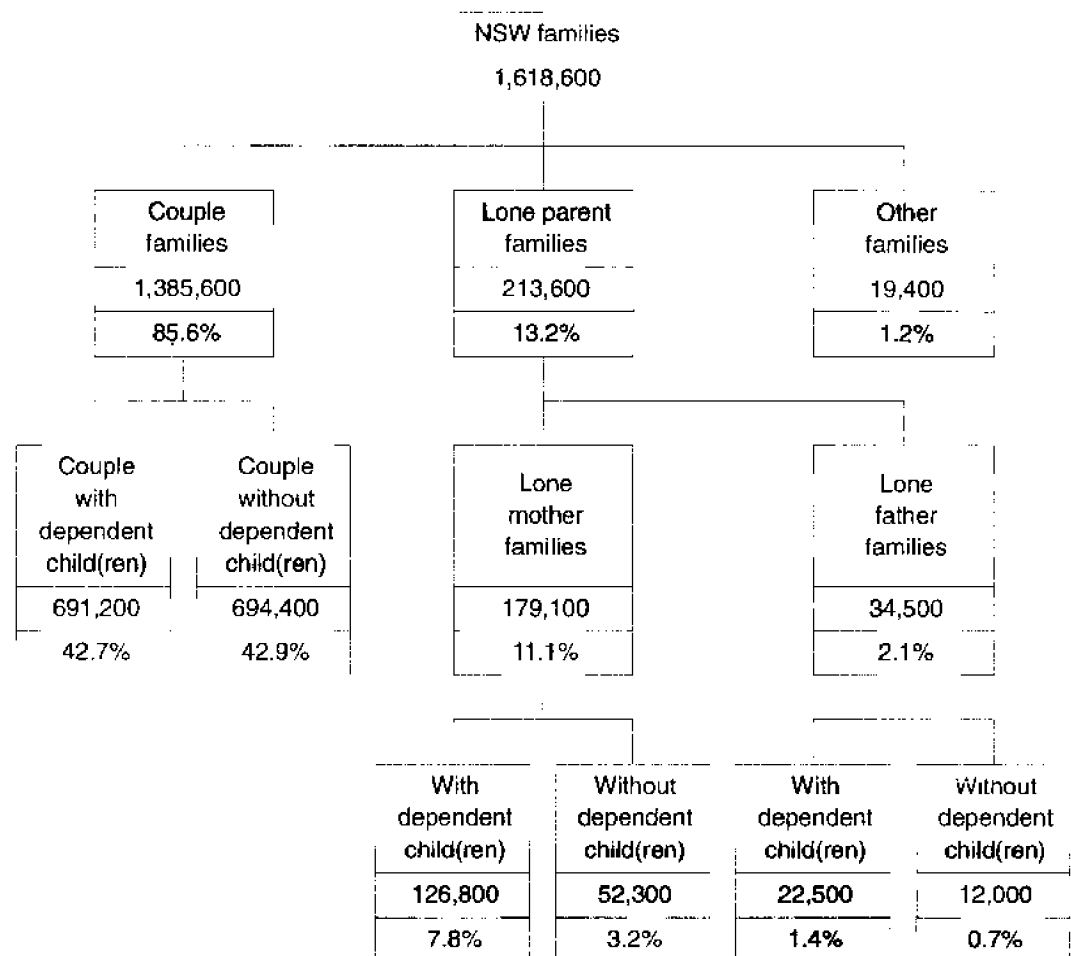 NSW families
1,618,600
Couple
families
1,385,600
85.6%
Lone parent
families
213,600
13.2%
Other
families
19,400
1.2%
Couple
with
dependent
child(ren)
691,200
42.7%
Couple
without
dependent
child(ren)
694,400
42.9%
Lone
mother
families
179,100
11.1%
Lone
father
families
34,500
2.1%
With
dependent
child(ren)
126,800
7.8%
Without
dependent
child(ren)
52,300
3.2%
With
dependent
child(ren)
22,500
1.4%
Without
dependent
child(ren)
12,000
0.7%